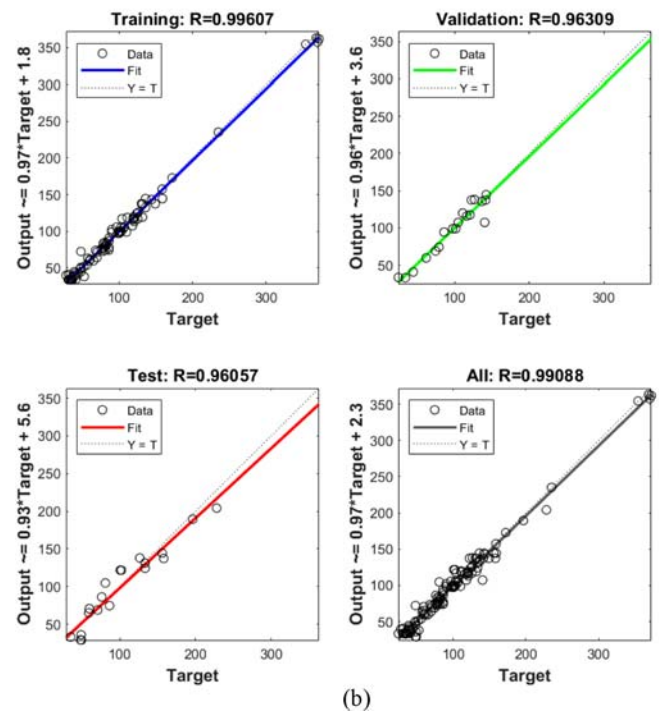 Training: R=0.99607
Output ~= 0.97*Target + 1.8
350
300
250
200
150
100
50
Data
Fit
Y = T
100
200
300
Target
Validation: R=0.96309
Output ~= 0.96*Target + 3.6
350
300
250
200
150
100
50
Data
Fit
Y = T
100
200
300
Target
Test: R=0.96057
Output ~= 0.93*Target + 5.6
350
300
250
200
150
100
50
Data
Fit
Y = T
100
200
300
Target
All: R=0.99088
Output ~= 0.97*Target + 2.3
350
300
250
200
150
100
50
Data
Fit
Y = T
100
200
300
Target
(b)